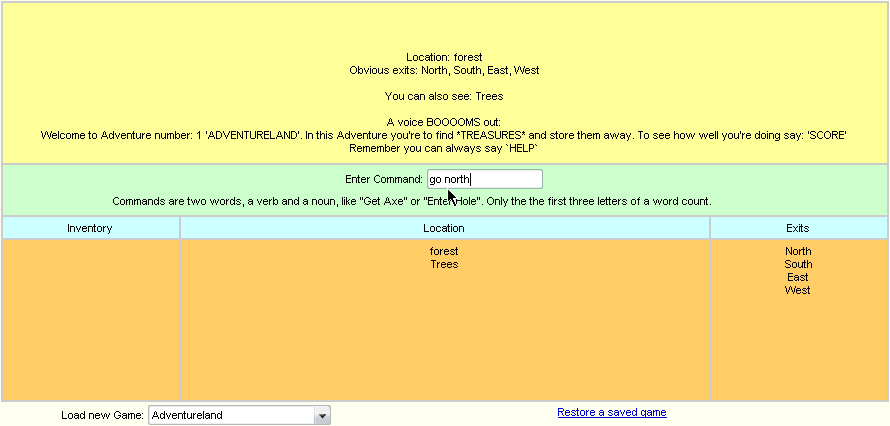 Location: forest
Obvious exits: North, South, East, West
You can also see: Trees
A voice BOOOOMS out:
Welcome to Adventure number: 1 'ADVENTURELAND'. In this Adventure you're to find *TREASURES* and store them away. To see how well you're doing say: 'SCORE'
Remember you can always say `HELP`
Enter Command: go north
Commands are two words, a verb and a noun, like "Get Axe" or "Enter Hole". Only the the first three letters of a word count.
Inventory Location Exits
forest North
Trees South
East
West
Load new Game: Adventureland Restore a saved game